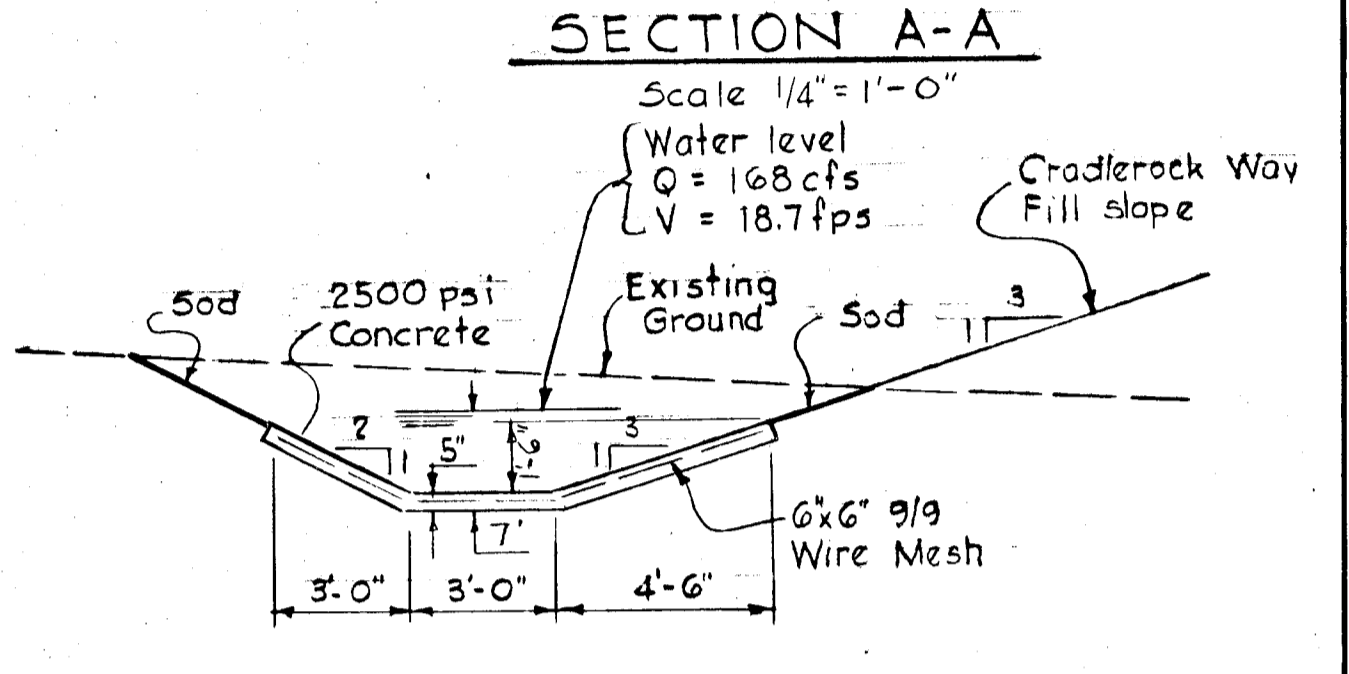 SECTION A-A
Scale 1/4" = 1'-0"
Water level
Q = 168 cfs
V = 18.7 fps
Cradlerock Way
Fill slope
Sod
2500 psi
Concrete
Existing
Ground
Sod
3
1
2
1
5"
1'-6"
3
1
7'
6"x6" 9/9
Wire Mesh
3'-0"
3'-0"
4'-6"